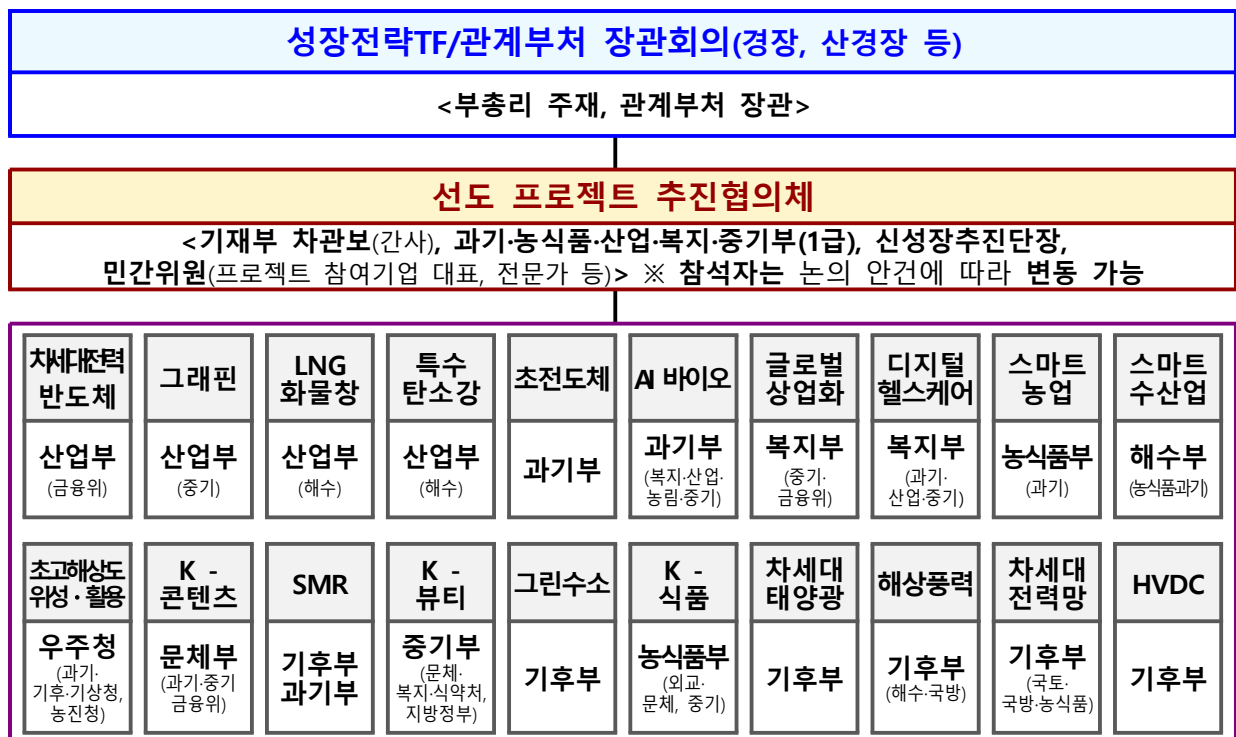 성장전략TF/관계부처 장관회의(경장, 산경장 등)
<부총리 주재, 관계부처 장관>
선도 프로젝트 추진협의체
<기재부 차관보(간사), 과기·농식품·산업·복지·중기부(1급), 신성장추진단장,
민간위원(프로젝트 참여기업 대표, 전문가 등)> ※ 참석자는 논의 안건에 따라 변동 가능
차세대전력
반도체
산업부
(금융위)
그래핀
산업부
(중기)
LNG
화물창
산업부
(해수)
특수
탄소강
산업부
(해수)
초전도체
과기부
AI 바이오
과기부
(복지·산업·
농림·중기)
글로벌
상업화
복지부
(중기·
금융위)
디지털
헬스케어
복지부
(과기·
산업·중기)
스마트
농업
농식품부
(과기)
스마트
수산업
해수부
(농식품과기)
초고해상도
위성·활용
우주청
(과기·
기후·기상청,
농진청)
K -
콘텐츠
문체부
(과기·중기
금융위)
SMR
기후부
과기부
K -
뷰티
중기부
(문체·
복지·식약처,
지방정부)
그린수소
기후부
K -
식품
농식품부
(외교·
문체, 중기)
차세대
태양광
기후부
해상풍력
기후부
(해수·국방)
차세대
전력망
기후부
(국토·
국방·농식품)
HVDC
기후부